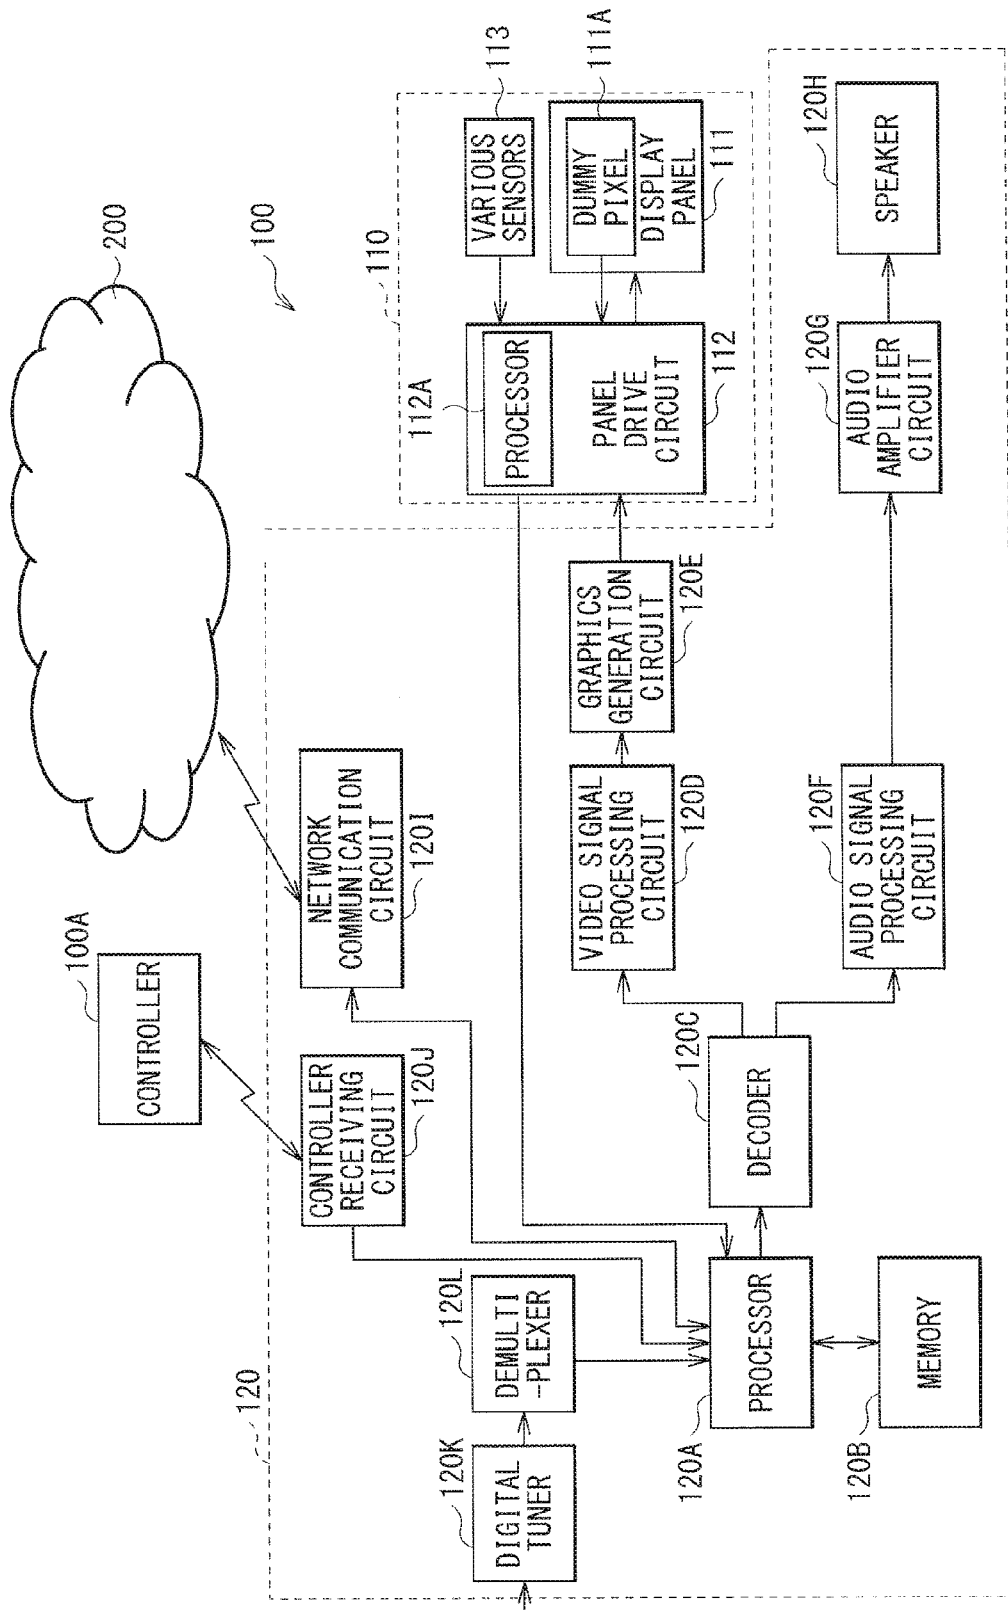 200
100
CONTROLLER
100A
120
NETWORK
COMMUNICATION
CIRCUIT
120I
CONTROLLER
RECEIVING
CIRCUIT
120J
110
112A
PROCESSOR
PANEL
DRIVE
CIRCUIT
112
VARIOUS
SENSORS
113
DUMMY
PIXEL
111A
DISPLAY
PANEL
111
120K
DIGITAL
TUNER
120L
DEMULTI
-PLEXER
GRAPHICS
GENERATION
CIRCUIT
120E
VIDEO SIGNAL
PROCESSING
CIRCUIT
120D
120A
PROCESSOR
120C
DECODER
120B
MEMORY
120F
AUDIO SIGNAL
PROCESSING
CIRCUIT
120G
AUDIO
AMPLIFIER
CIRCUIT
120H
SPEAKER